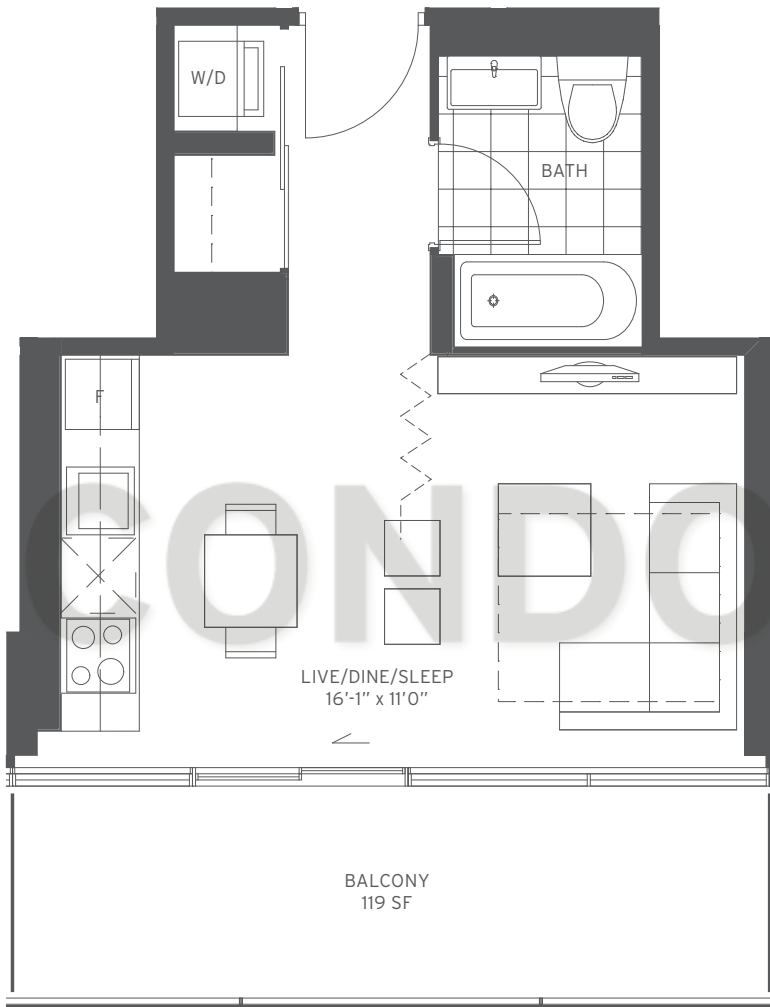 W/D
BATH
F
CONDO
LIVE/DINE/SLEEP
16'-1" x 11'0"
BALCONY
119 SF